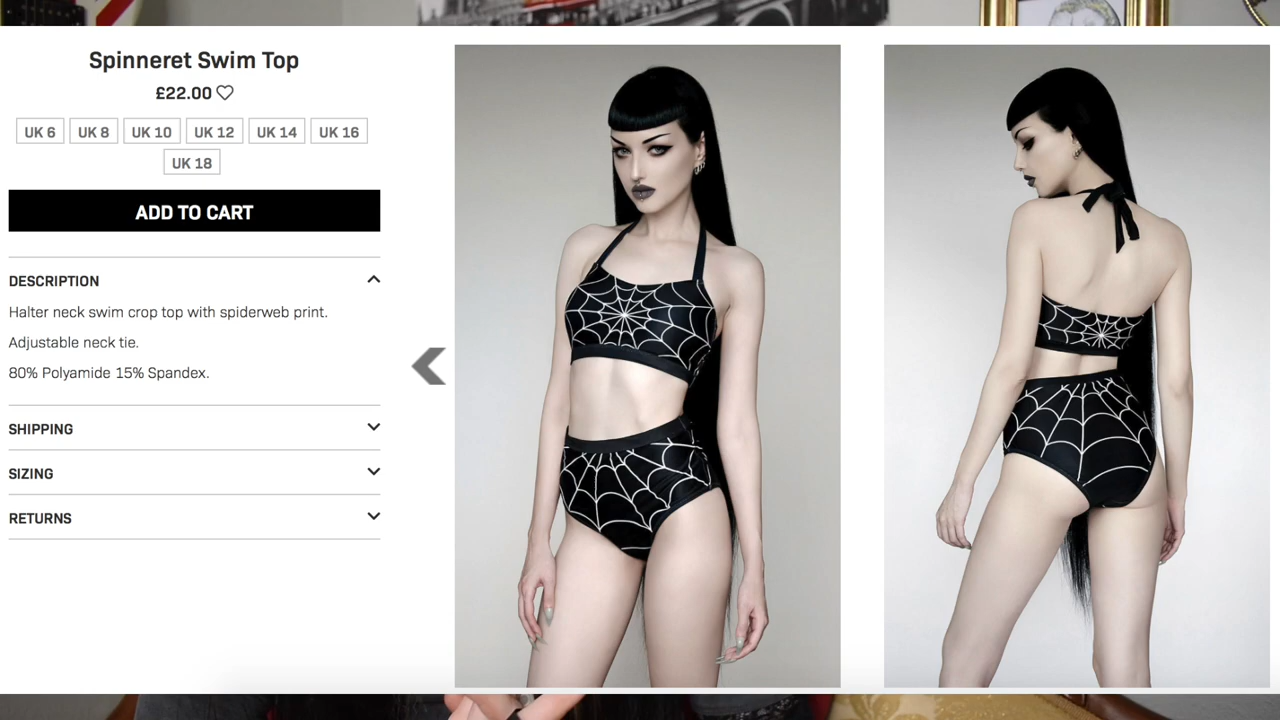 Spinneret Swim Top
£22.00
UK 6 UK 8 UK 10 UK 12 UK 14 UK 16
UK 18
ADD TO CART
DESCRIPTION
Halter neck swim crop top with spiderweb print.
Adjustable neck tie.
80% Polyamide 15% Spandex.
SHIPPING
SIZING
RETURNS